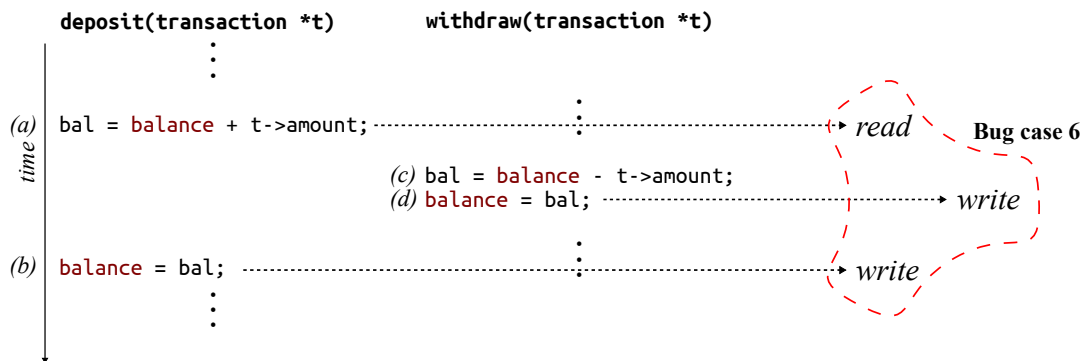 deposit(transaction *t) withdraw(transaction *t)
(a) bal = balance + t->amount; read Bug case 6
time
(c) bal = balance - t->amount;
(d) balance = bal; write
(b) balance = bal; write